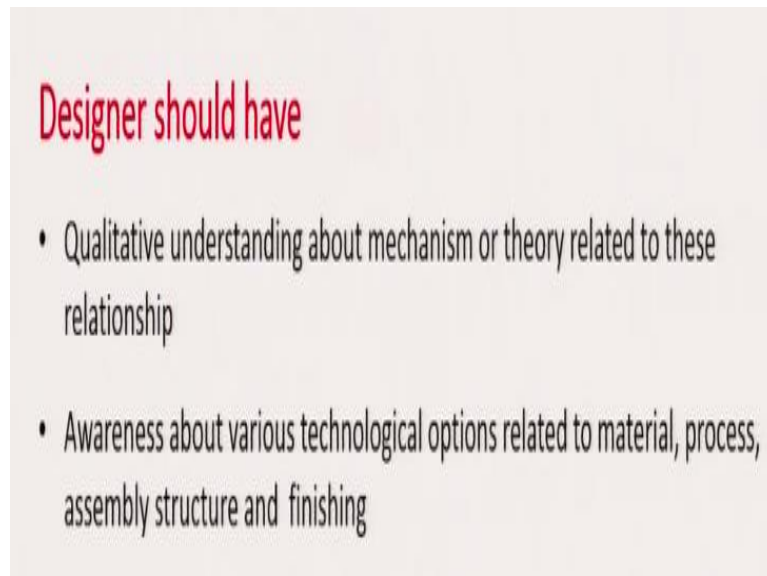 Designer should have
• Qualitative understanding about mechanism or theory related to these
relationship
• Awareness about various technological options related to material, process,
assembly structure and finishing